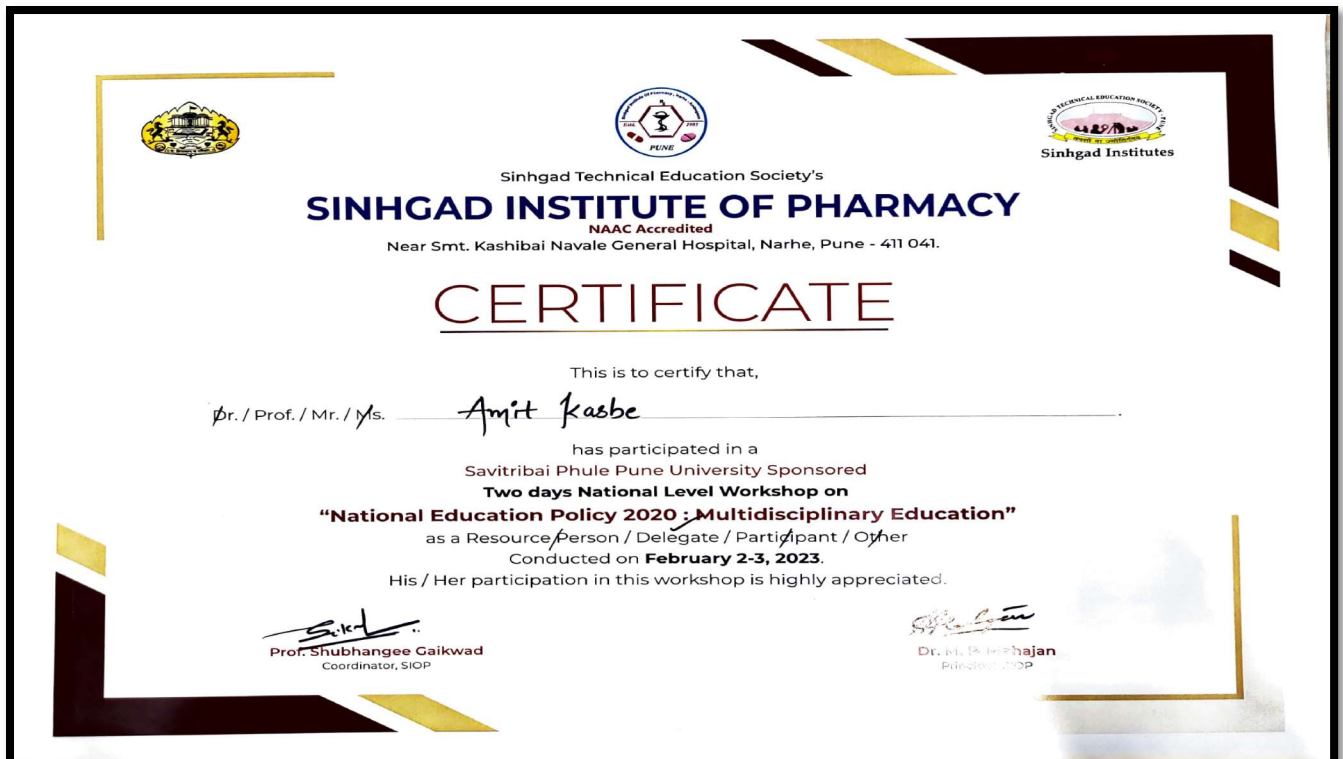 Sinhgad Institutes
PUNE
Sinhgad Technical Education Society's
SINHGAD INSTITUTE OF PHARMACY
NAAC Accredited
Near Smt. Kashibai Navale General Hospital, Narhe, Pune - 411 041.
CERTIFICATE
This is to certify that,
Dr. / Prof. / Mr. / Ms. Amit Kasbe
has participated in a
Savitribai Phule Pune University Sponsored
Two days National Level Workshop on
“National Education Policy 2020 : Multidisciplinary Education”
as a Resource Person / Delegate / Participant / Other
Conducted on February 2-3, 2023.
His / Her participation in this workshop is highly appreciated.
Prof. Shubhangee Gaikwad
Coordinator, SIOP
Dr. M. P. Mahajan
Principal, SIOP